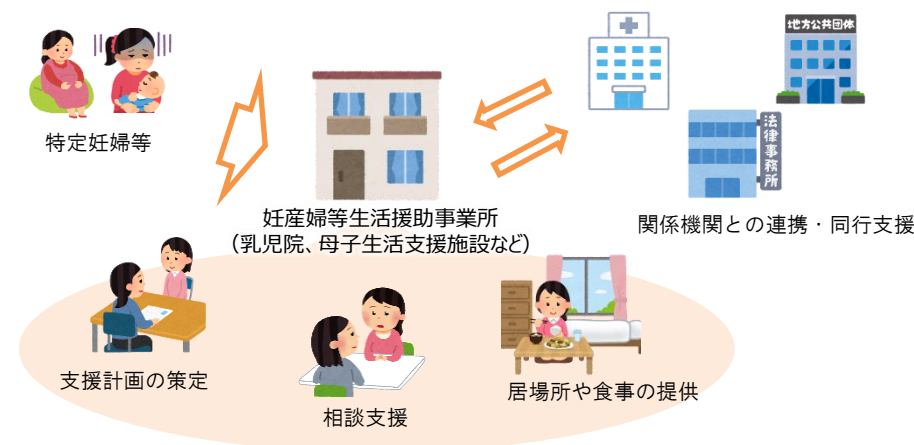 地方公共団体
法律事務所
特定妊婦等
妊産婦等生活援助事業所
（乳児院、母子生活支援施設など）
関係機関との連携・同行支援
支援計画の策定
相談支援
居場所や食事の提供